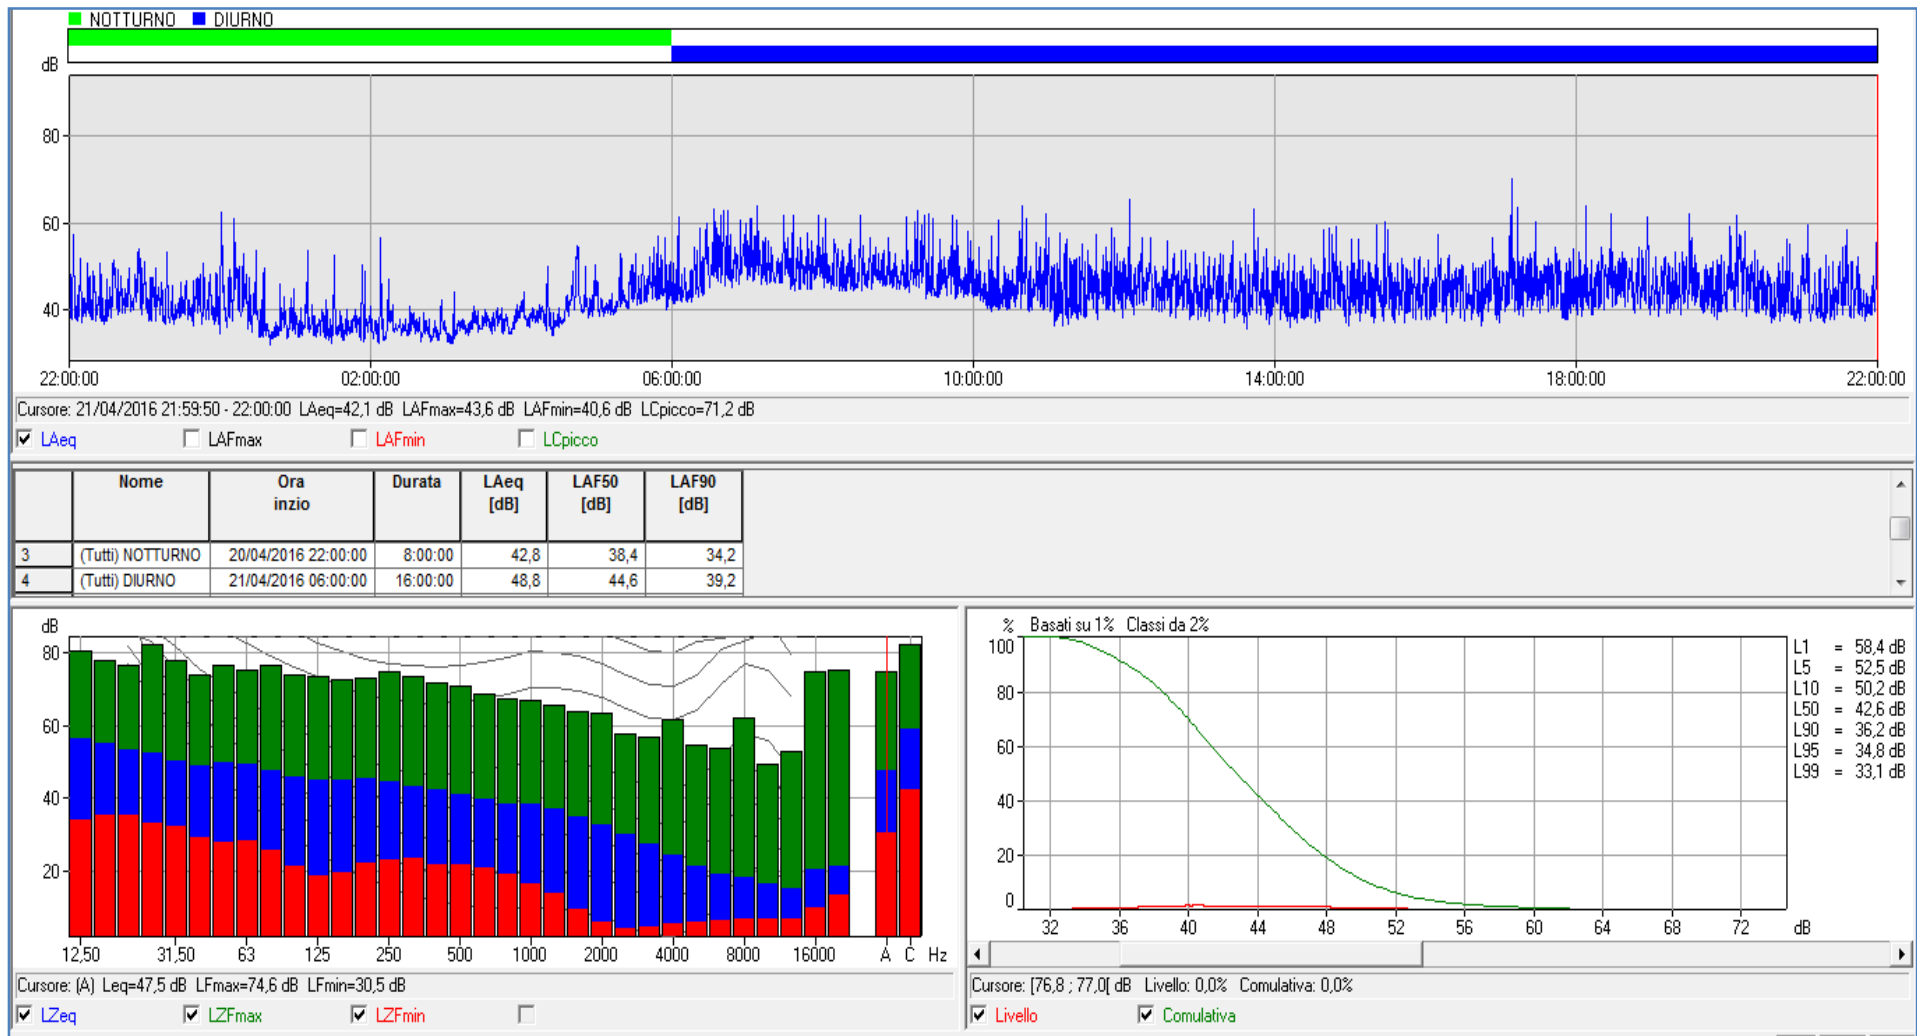 NOTTURNO DIURNO
dB
80
60
40
22:00:00 02:00:00 06:00:00 10:00:00 14:00:00 18:00:00 22:00:00
Cursore: 21/04/2016 21:59:50 - 22:00:00 LAeq=42,1 dB LAFmax=43,6 dB LAFmin=40,6 dB LCpicco=71,2 dB
LAeq LAFmax LAFmin LCpicco
Nome Ora inzio Durata LAeq [dB] LAF50 [dB] LAF90 [dB]
3 (Tutti) NOTTURNO 20/04/2016 22:00:00 8:00:00 42,8 38,4 34,2
4 (Tutti) DIURNO 21/04/2016 06:00:00 16:00:00 48,8 44,6 39,2
dB
80
60
40
20
12,50 31,50 63 125 250 500 1000 2000 4000 8000 16000 A C Hz
Cursore: (A) Leq=47,5 dB LFmax=74,6 dB LFmin=30,5 dB
LZeq LZFmax LZFmin
% Basati su 1% Classi da 2%
100
80
60
40
20
0
32 36 40 44 48 52 56 60 64 68 72 dB
L1 = 58,4 dB
L5 = 52,5 dB
L10 = 50,2 dB
L50 = 42,6 dB
L90 = 36,2 dB
L95 = 34,8 dB
L99 = 33,1 dB
Cursore: [76,8 ; 77,0[ dB Livello: 0,0% Comulativa: 0,0%
Livello Comulativa